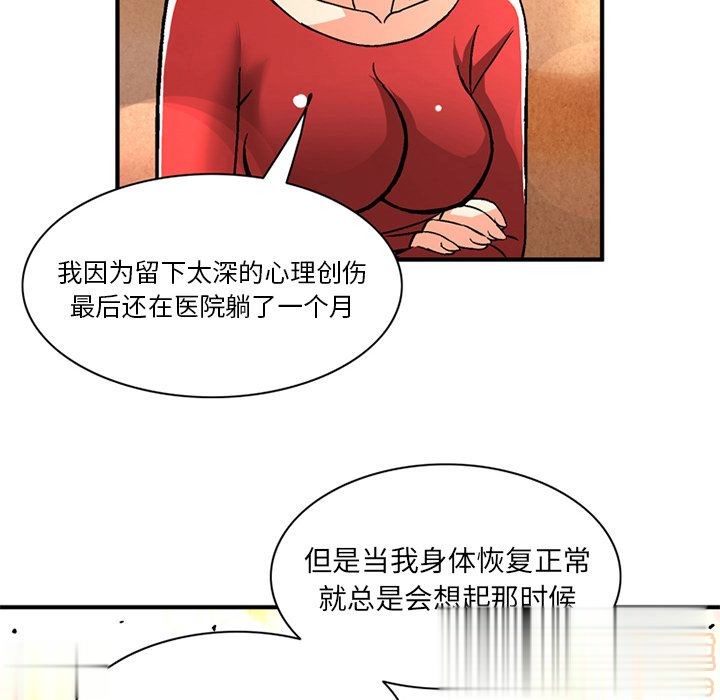 我因为留下太深的心理创伤
最后还在医院躺了一个月
但是当我身体恢复正常
就总是会想起那时候